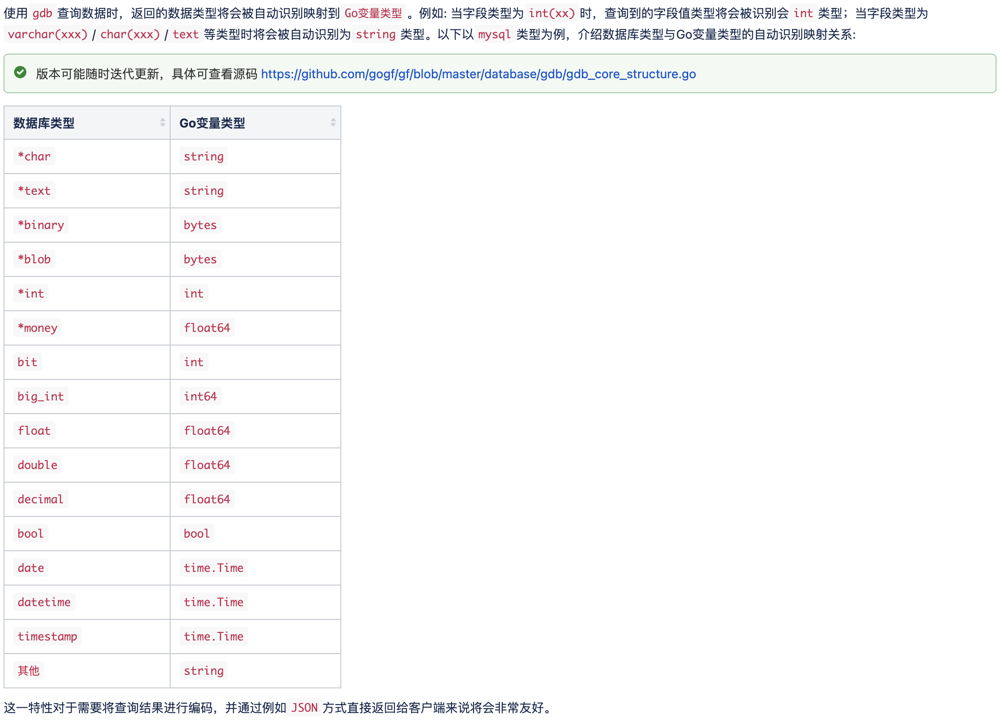 使用 gdb 查询数据时，返回的数据类型将会被自动识别映射到 Go变量类型 。例如: 当字段类型为 int(xx) 时，查询到的字段值类型将会被识别会 int 类型；当字段类型为
varchar(xxx) / char(xxx) / text 等类型时将会被自动识别为 string 类型。以下以 mysql 类型为例，介绍数据库类型与Go变量类型的自动识别映射关系:
版本可能随时迭代更新，具体可查看源码 https://github.com/gogf/gf/blob/master/database/gdb/gdb_core_structure.go
数据库类型 Go变量类型
*char string
*text string
*binary bytes
*blob bytes
*int int
*money float64
bit int
big_int int64
float float64
double float64
decimal float64
bool bool
date time.Time
datetime time.Time
timestamp time.Time
其他 string
这一特性对于需要将查询结果进行编码，并通过例如 JSON 方式直接返回给客户端来说将会非常友好。